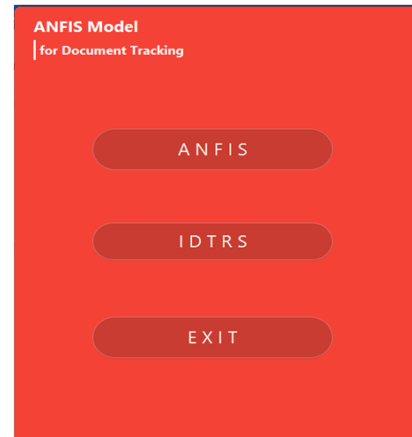 ANFIS Model
for Document Tracking
ANFIS
IDTRS
EXIT